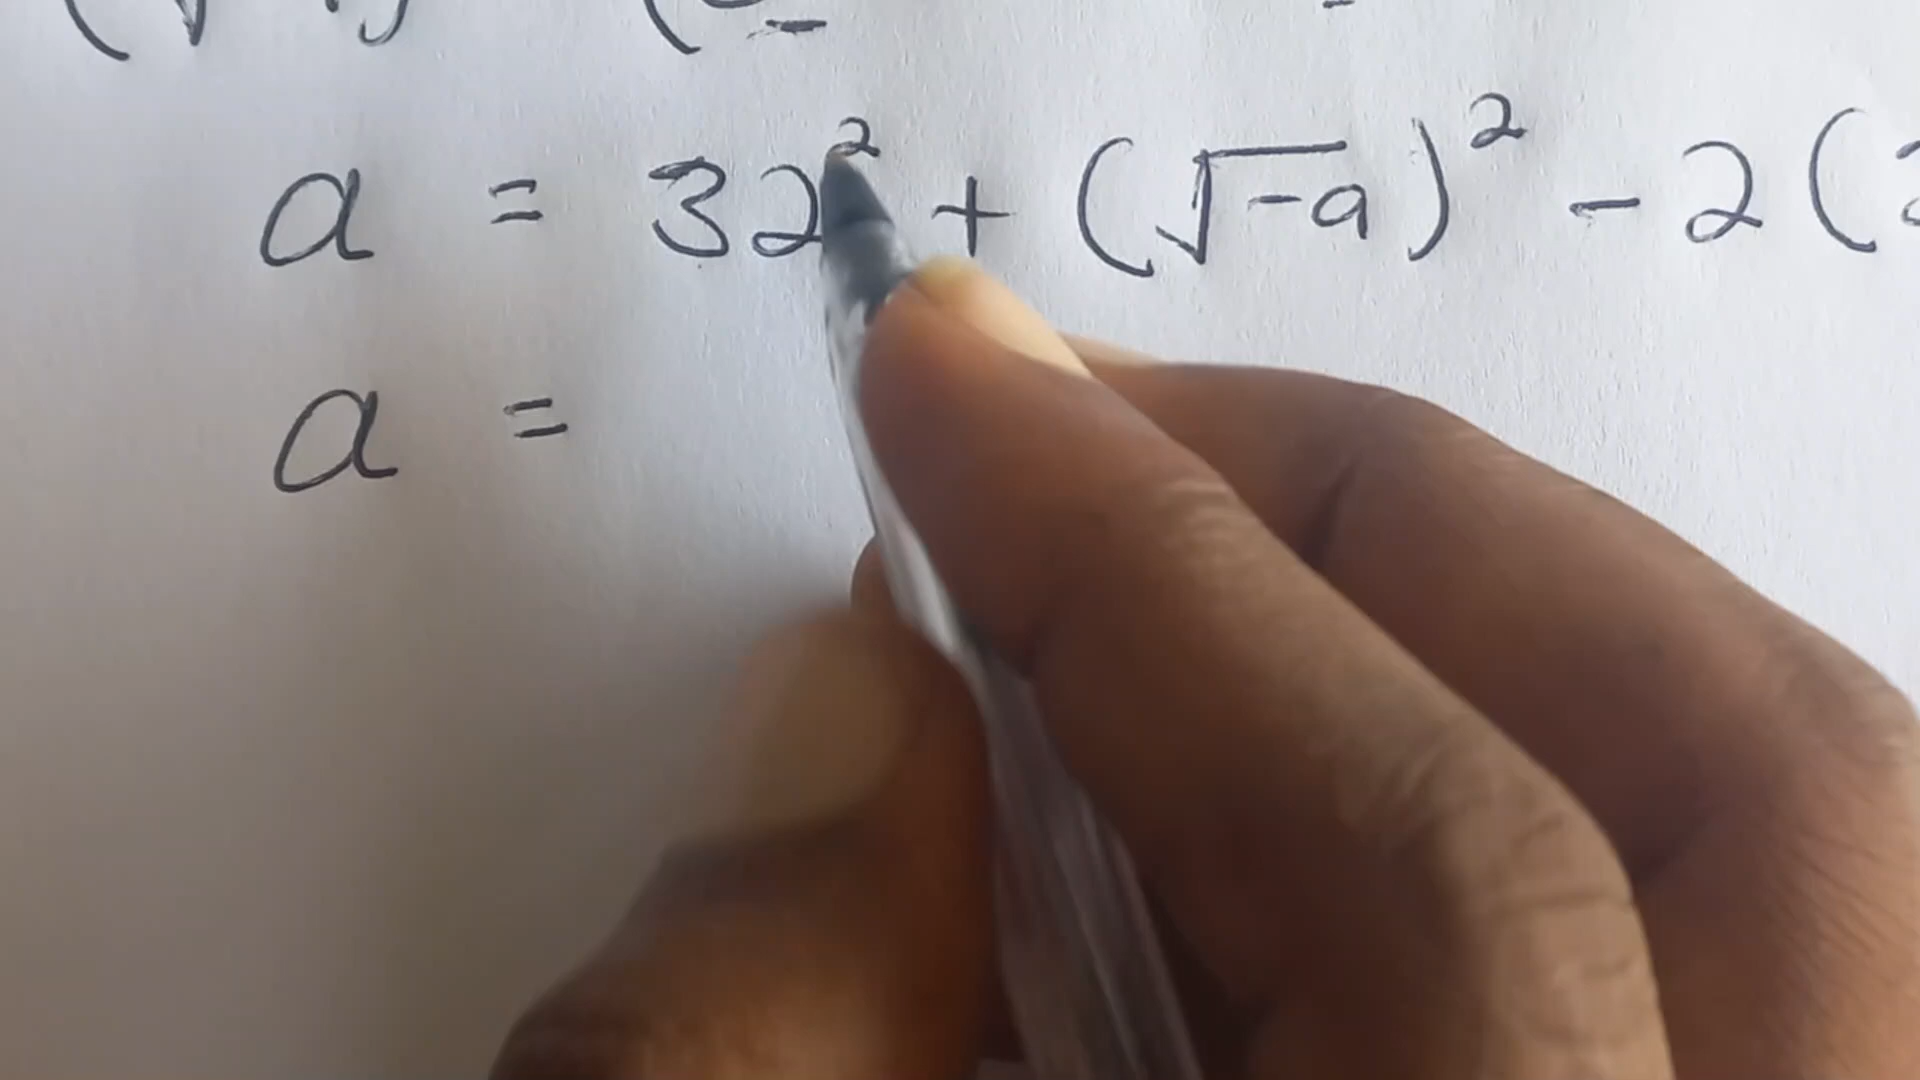 a = 32² + (√-a)² - 2(
a =